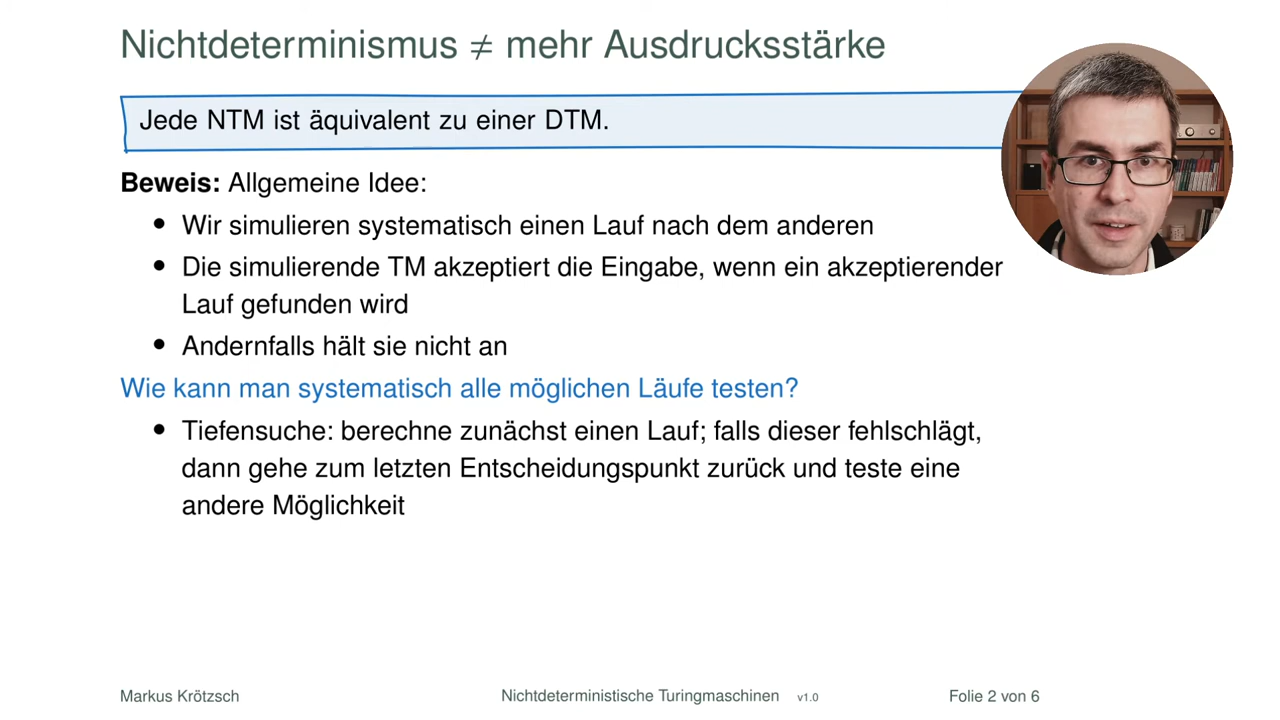 Nichtdeterminismus ≠ mehr Ausdrucksstärke
Jede NTM ist äquivalent zu einer DTM.
Beweis: Allgemeine Idee:
• Wir simulieren systematisch einen Lauf nach dem anderen
• Die simulierende TM akzeptiert die Eingabe, wenn ein akzeptierender
Lauf gefunden wird
• Andernfalls hält sie nicht an
Wie kann man systematisch alle möglichen Läufe testen?
• Tiefensuche: berechne zunächst einen Lauf; falls dieser fehlschlägt,
dann gehe zum letzten Entscheidungspunkt zurück und teste eine
andere Möglichkeit
Markus Krötzsch Nichtdeterministische Turingmaschinen v1.0 Folie 2 von 6